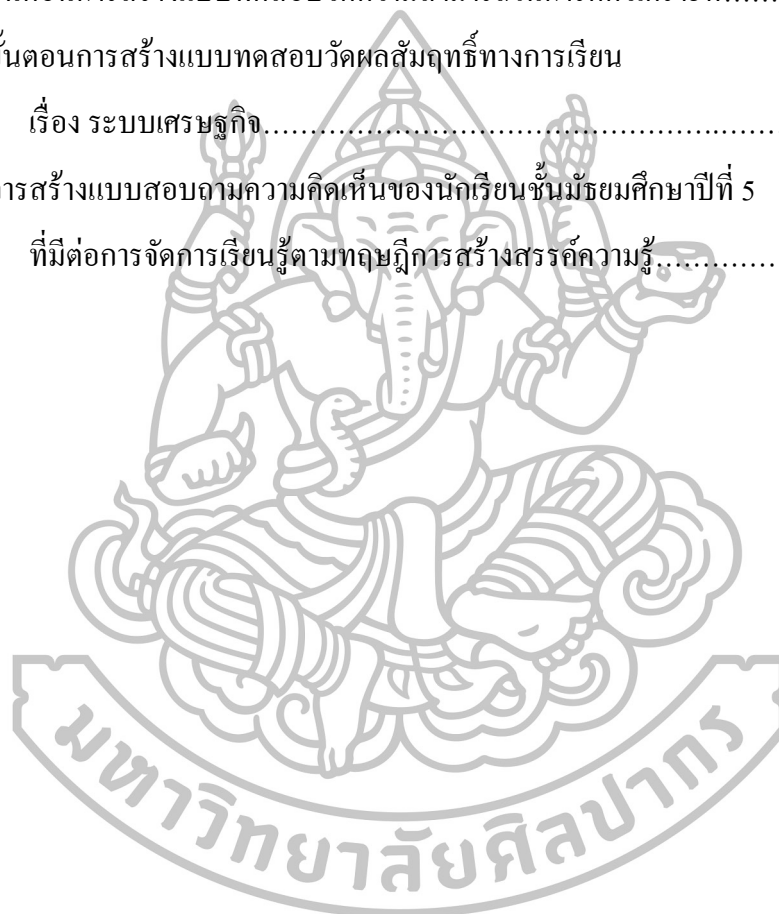 ขั้นตอนการสร้างแบบทดสอบวัดผลสัมฤทธิ์ทางการเรียน
เรื่อง ระบบเศรษฐกิจ……………………………………………………
การสร้างแบบสอบถามความคิดเห็นของนักเรียนชั้นมัธยมศึกษาปีที่ 5
ที่มีต่อการจัดการเรียนรู้ตามทฤษฎีการสร้างสรรค์ความรู้……………
มหาวิทยาลัยศิลปากร